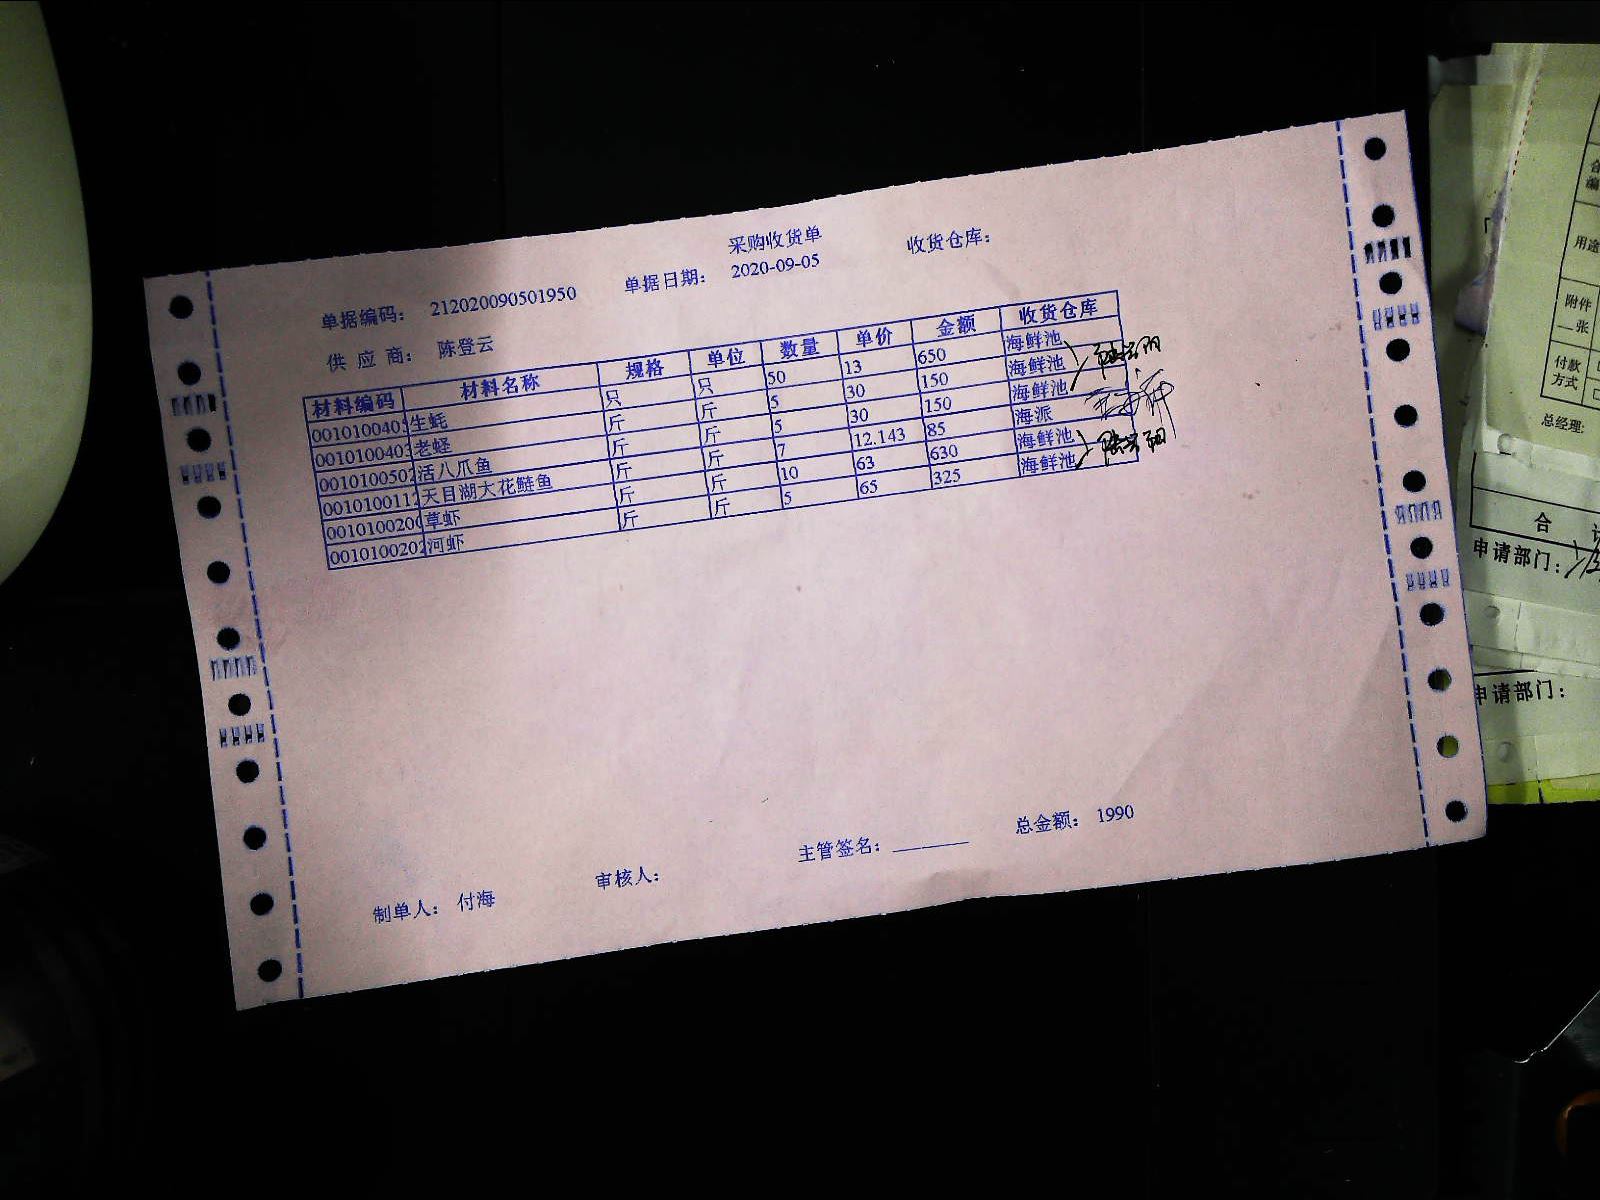 采购收货单
单据编码： 212020090501950 单据日期： 2020-09-05 收货仓库：
供 应 商： 陈登云
材料编码 材料名称 规格 单位 数量 单价 金额 收货仓库
0010100405 生蚝 只 只 50 13 650 海鲜池
0010100403 老蛏 斤 斤 5 30 150 海鲜池
0010100502 活八爪鱼 斤 斤 5 30 150 海鲜池
0010100112 天目湖大花鲢鱼 斤 斤 7 12.143 85 海派
0010100200 草虾 斤 斤 10 63 630 海鲜池
0010100202 河虾 斤 斤 5 65 325 海鲜池
制单人： 付海 审核人： 主管签名： 总金额： 1990
用途
附件
张
付款
方式
总经理:
合
申请部门：
申请部门：